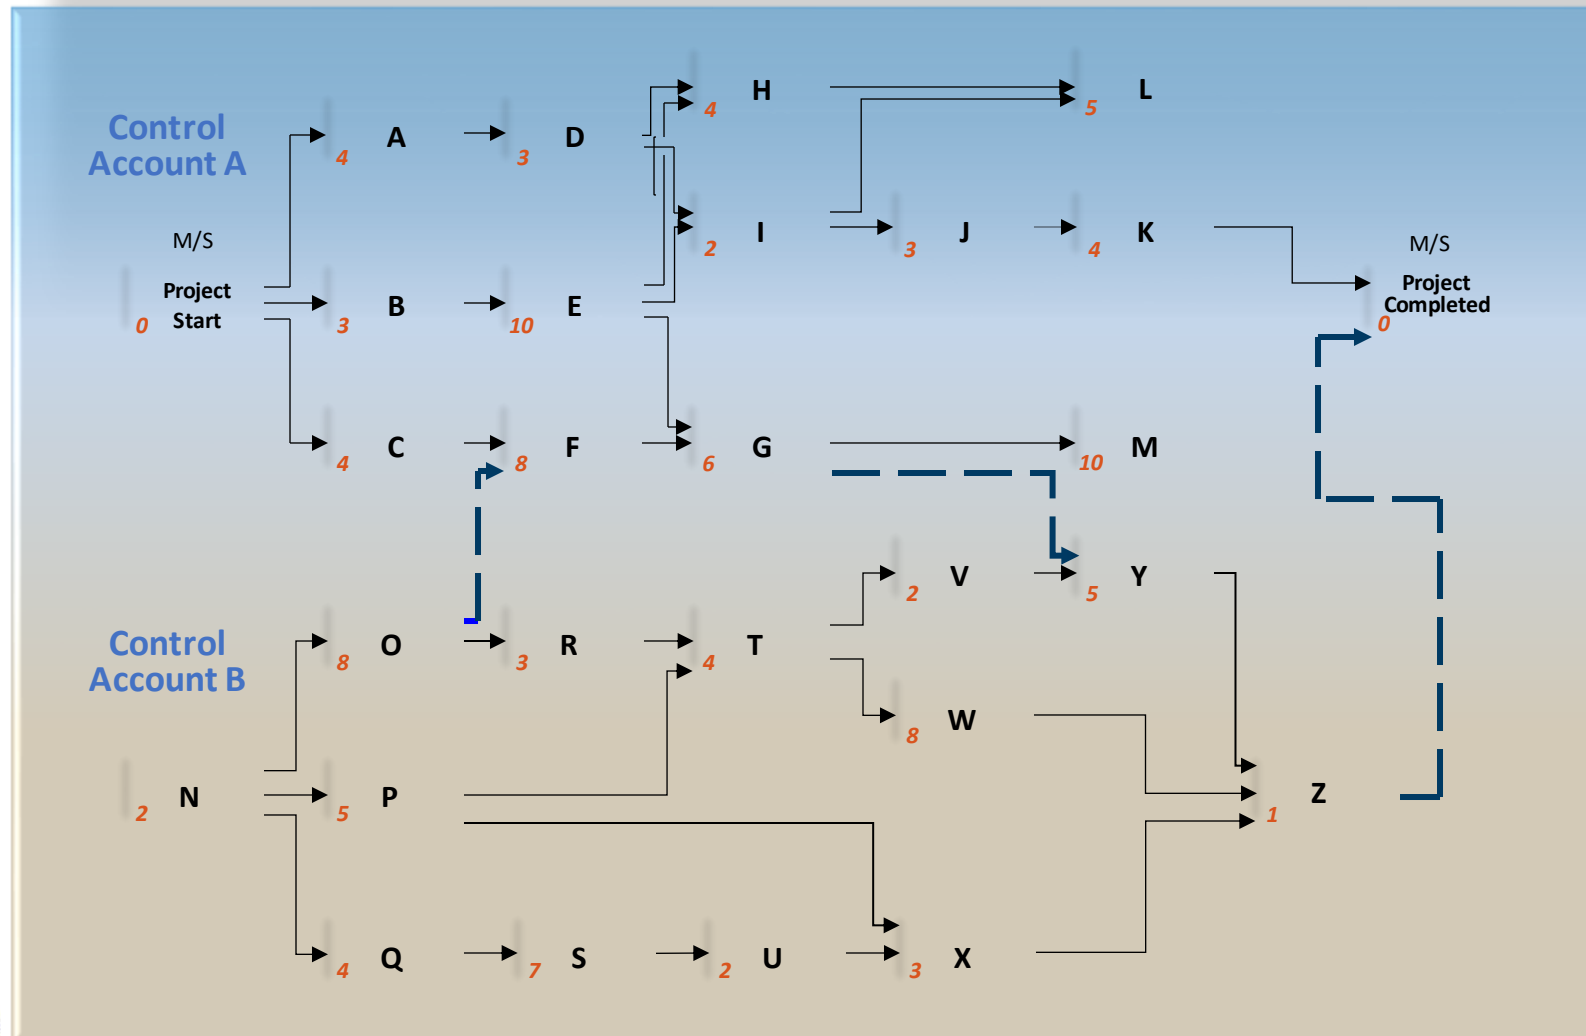 H
4
L
5
Control
Account A
A
4
D
3
M/S
I
2
J
3
K
4
M/S
Project
Start
0
B
3
E
10
Project
Completed
0
C
4
F
8
G
6
M
10
V
2
Y
5
Control
Account B
O
8
R
3
T
4
W
8
N
2
P
5
Z
1
Q
4
S
7
U
2
X
3